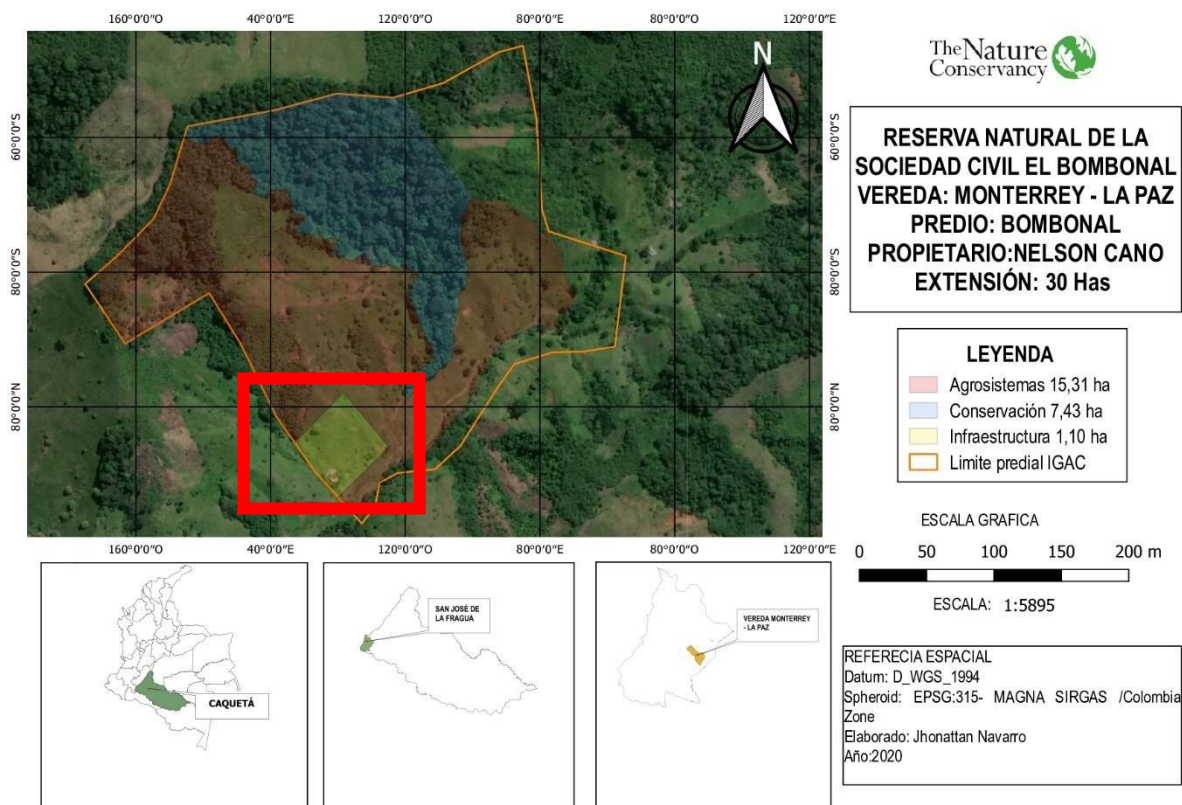 160°0'0"O 40°0'0"E 120°0'0"E 80°0'0"E 80°0'0"E 120°0'0"E
N
60°0'0"S
80°0'0"S
80°0'0"N
60°0'0"S
80°0'0"S
80°0'0"N
160°0'0"O 40°0'0"E 120°0'0"E 80°0'0"E 80°0'0"E 120°0'0"E
The Nature
Conservancy
RESERVA NATURAL DE LA
SOCIEDAD CIVIL EL BOMBONAL
VEREDA: MONTERREY - LA PAZ
PREDIO: BOMBONAL
PROPIETARIO:NELSON CANO
EXTENSIÓN: 30 Has
LEYENDA
Agrosistemas 15,31 ha
Conservación 7,43 ha
Infraestructura 1,10 ha
Limite predial IGAC
ESCALA GRAFICA
0 50 100 150 200 m
ESCALA: 1:5895
CAQUETÁ
SAN JOSÉ DE
LA FRAGUA
VEREDA MONTERREY
- LA PAZ
REFERECIA ESPACIAL
Datum: D_WGS_1994
Spheroid: EPSG:315- MAGNA SIRGAS /Colombia
Zone
Elaborado: Jhonattan Navarro
Año:2020